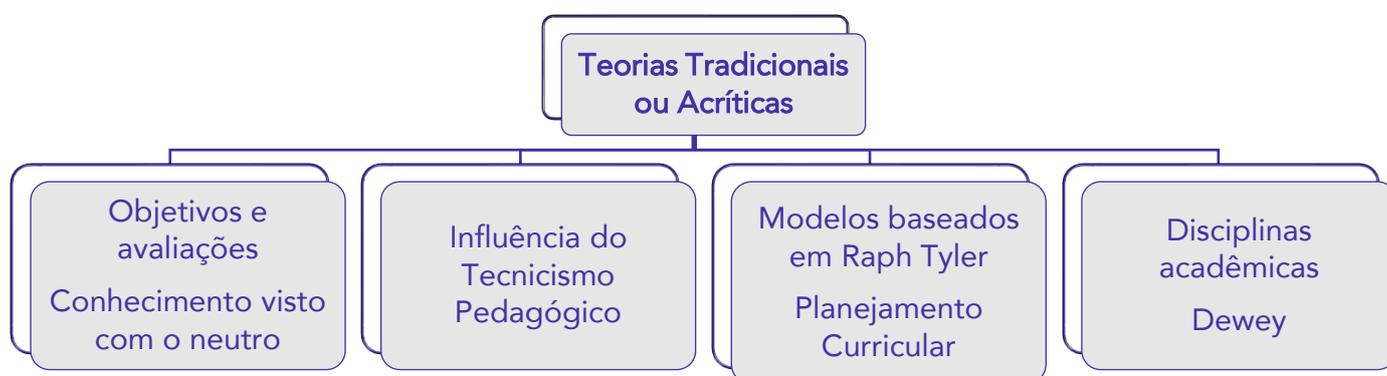 Teorias Tradicionais
ou Acríticas
Objetivos e
avaliações
Conhecimento visto
com o neutro
Influência do
Tecnicismo
Pedagógico
Modelos baseados
em Raph Tyler
Planejamento
Curricular
Disciplinas
acadêmicas
Dewey